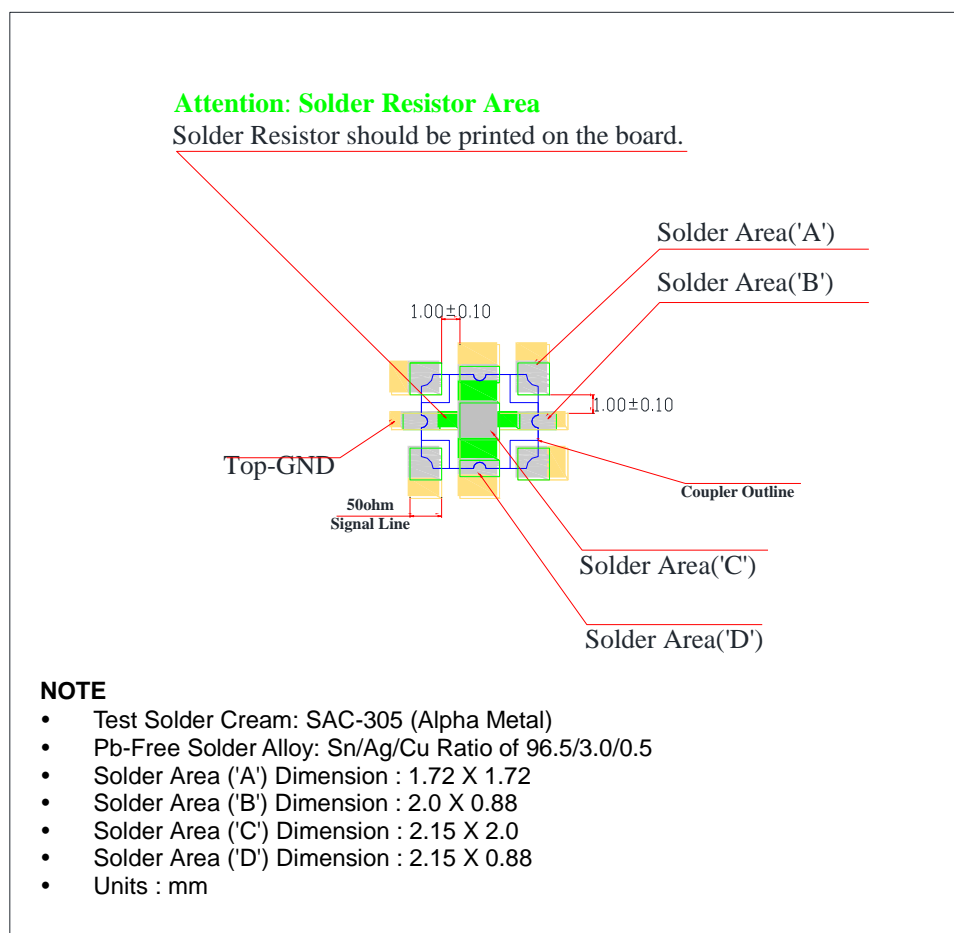 Attention: Solder Resistor Area
Solder Resistor should be printed on the board.
Solder Area('A')
Solder Area('B')
1.00±0.10
1.00±0.10
Top-GND
50ohm
Signal Line
Coupler Outline
Solder Area('C')
Solder Area('D')
NOTE
• Test Solder Cream: SAC-305 (Alpha Metal)
• Pb-Free Solder Alloy: Sn/Ag/Cu Ratio of 96.5/3.0/0.5
• Solder Area ('A') Dimension : 1.72 X 1.72
• Solder Area ('B') Dimension : 2.0 X 0.88
• Solder Area ('C') Dimension : 2.15 X 2.0
• Solder Area ('D') Dimension : 2.15 X 0.88
• Units : mm